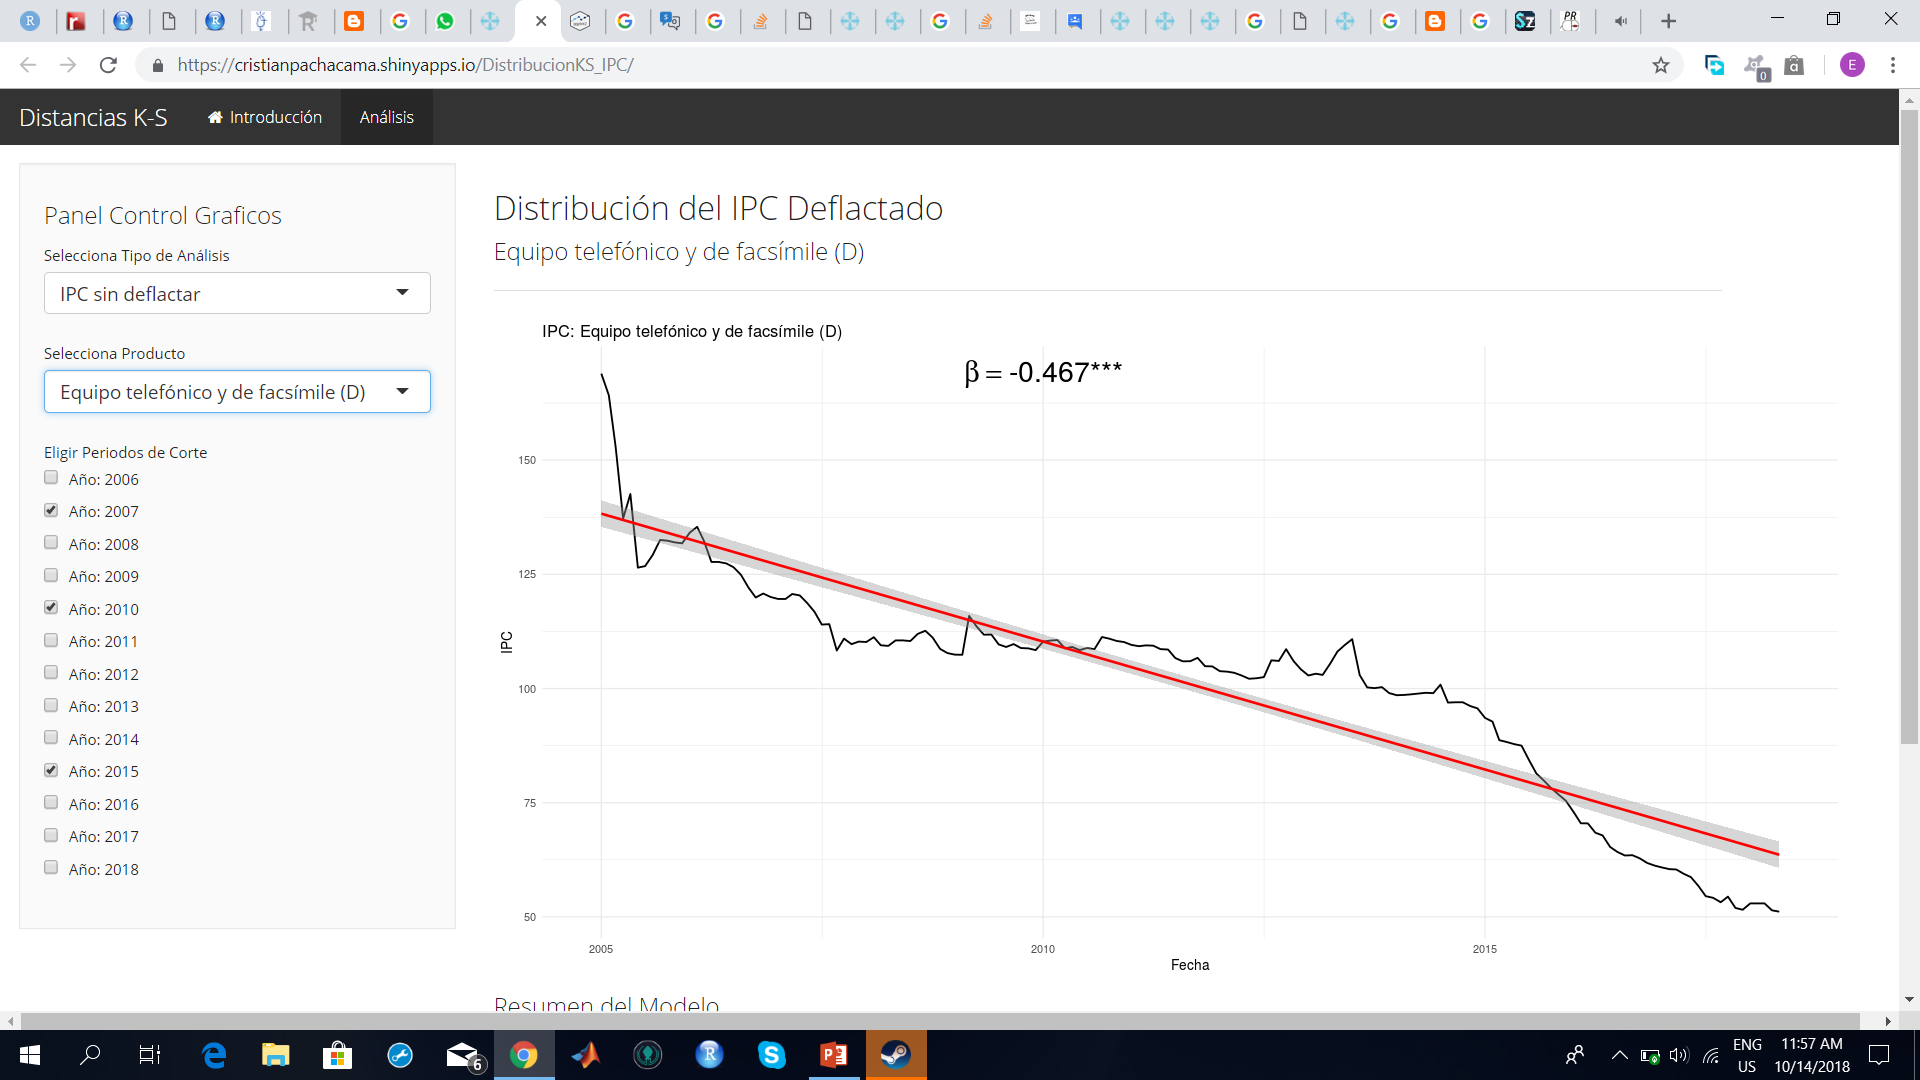 https://cristianpachacama.shinyapps.io/DistribucionKS_IPC/
0
E
Distancias K-S
Introducción
Análisis
Panel Control Graficos
Selecciona Tipo de Análisis
IPC sin deflactar
Selecciona Producto
Equipo telefónico y de facsímile (D)
Eligir Periodos de Corte
Año: 2006
Año: 2007
Año: 2008
Año: 2009
Año: 2010
Año: 2011
Año: 2012
Año: 2013
Año: 2014
Año: 2015
Año: 2016
Año: 2017
Año: 2018
Distribución del IPC Deflactado
Equipo telefónico y de facsímile (D)
IPC: Equipo telefónico y de facsímile (D)
β = -0.467***
150
125
100
75
50
IPC
2005
2010
2015
Fecha
Resumen del Modelo
6
ENG
US
11:57 AM
10/14/2018